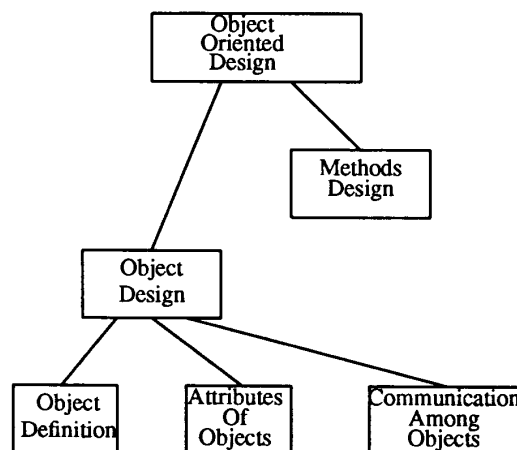 Object
Oriented
Design
Methods
Design
Object
Design
Object
Definition
Attributes
Of
Objects
Communication
Among
Objects